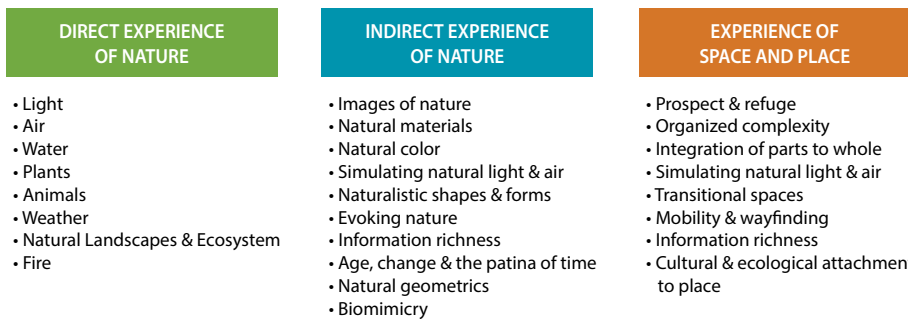 DIRECT EXPERIENCE
OF NATURE
• Light
• Air
• Water
• Plants
• Animals
• Weather
• Natural Landscapes & Ecosystem
• Fire
INDIRECT EXPERIENCE
OF NATURE
• Images of nature
• Natural materials
• Natural color
• Simulating natural light & air
• Naturalistic shapes & forms
• Evoking nature
• Information richness
• Age, change & the patina of time
• Natural geometrics
• Biomimicry
EXPERIENCE OF
SPACE AND PLACE
• Prospect & refuge
• Organized complexity
• Integration of parts to whole
• Simulating natural light & air
• Transitional spaces
• Mobility & wayfinding
• Information richness
• Cultural & ecological attachmen
to place